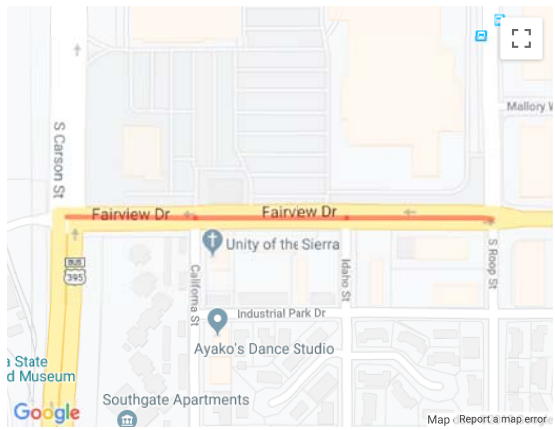 Mallory W
S Carson St
Fairview Dr
Fairview Dr
Unity of the Sierra
S Roop St
BUS
395
California St
Idaho St
Industrial Park Dr
Ayako's Dance Studio
a State
d Museum
Southgate Apartments
Google
Map
Report a map error